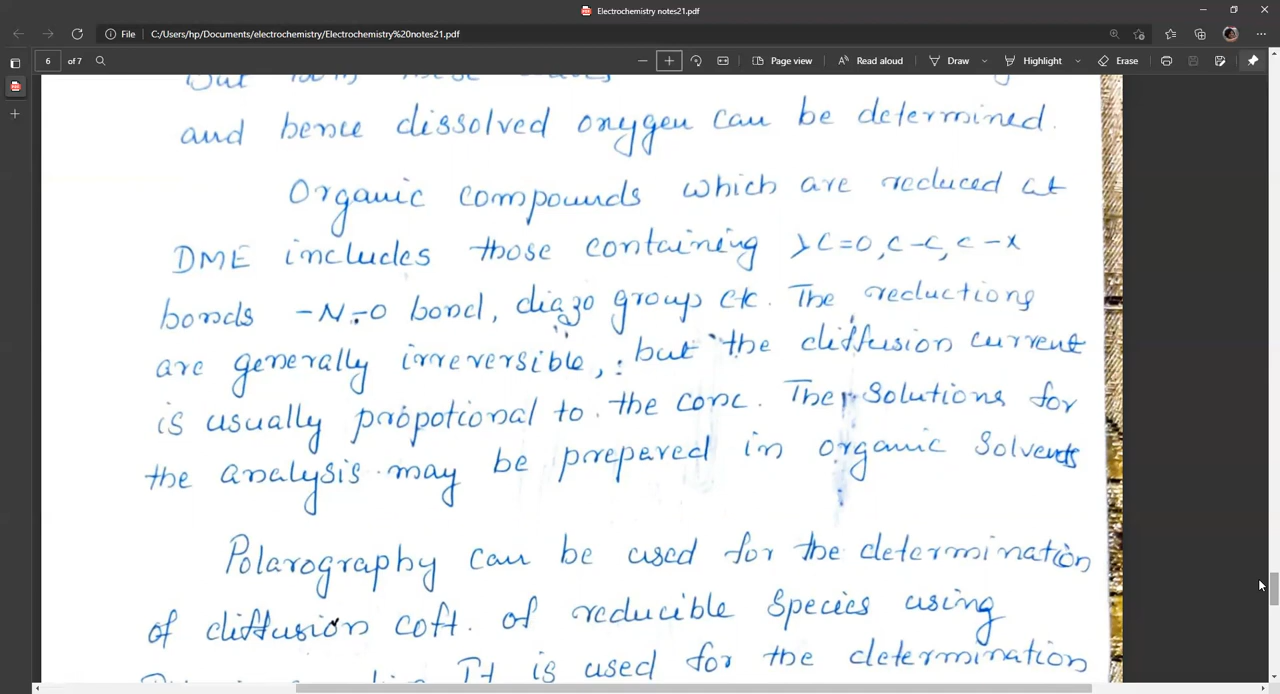 Electrochemistry notes21.pdf
File C:/Users/hp/Documents/electrochemistry/Electrochemistry%20notes21.pdf
6 of 7 Page view Read aloud Draw Highlight Erase
But
and hence dissolved oxygen can be determined.
Organic compounds which are reduced at
DME includes those containing >C=O, C-C, C-X
bonds -N=O bond, diazo group etc. The reductions
are generally irreversible, but the diffusion current
is usually propotional to the conc. The solutions for
the analysis may be prepared in organic solvents
Polarography can be used for the determination
of diffusion coft. of reducible species using
It is used for the determination